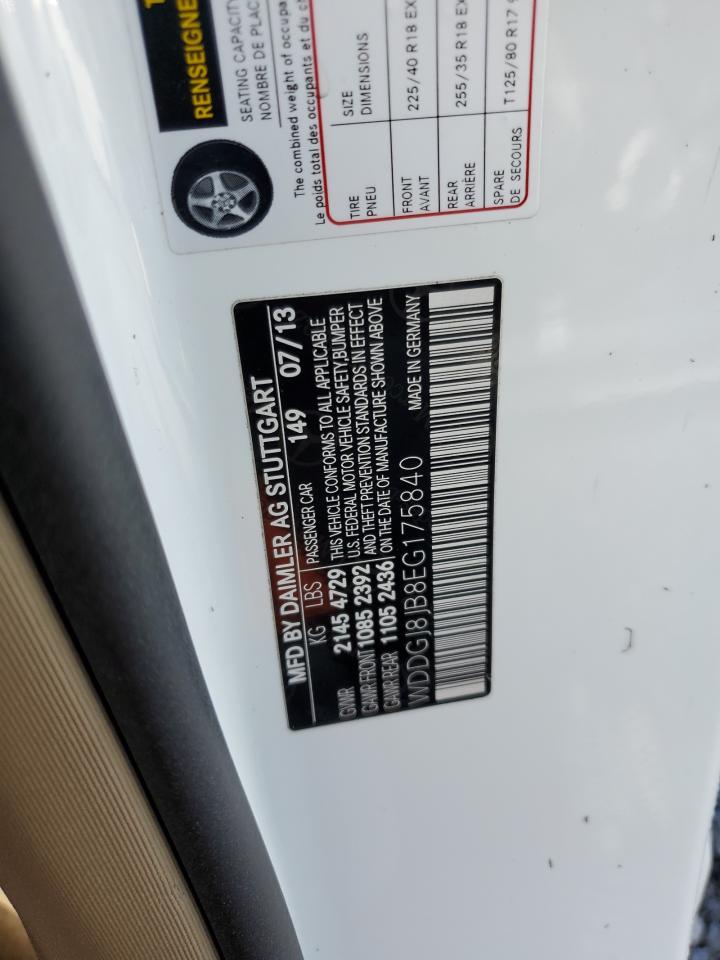 RENSEIGNE
SEATING CAPACITY
NOMBRE DE PLAC
The combined weight of occupa
Le poids total des occupants et du c
TIRE SIZE
PNEU DIMENSIONS
FRONT 225/40 R18 EX
AVANT
REAR 255/35 R18 EX
ARRIÈRE
SPARE T125/80 R17
DE SECOURS
MFD BY DAIMLER AG STUTTGART
KG LBS PASSENGER CAR 149 07/13
GVWR 2145 4729 THIS VEHICLE CONFORMS TO ALL APPLICABLE
GAWR FRONT 1085 2392 U.S. FEDERAL MOTOR VEHICLE SAFETY, BUMPER
GAWR REAR 1105 2436 AND THEFT PREVENTION STANDARDS IN EFFECT
ON THE DATE OF MANUFACTURE SHOWN ABOVE
WDDGJ8JB8EG175840 MADE IN GERMANY